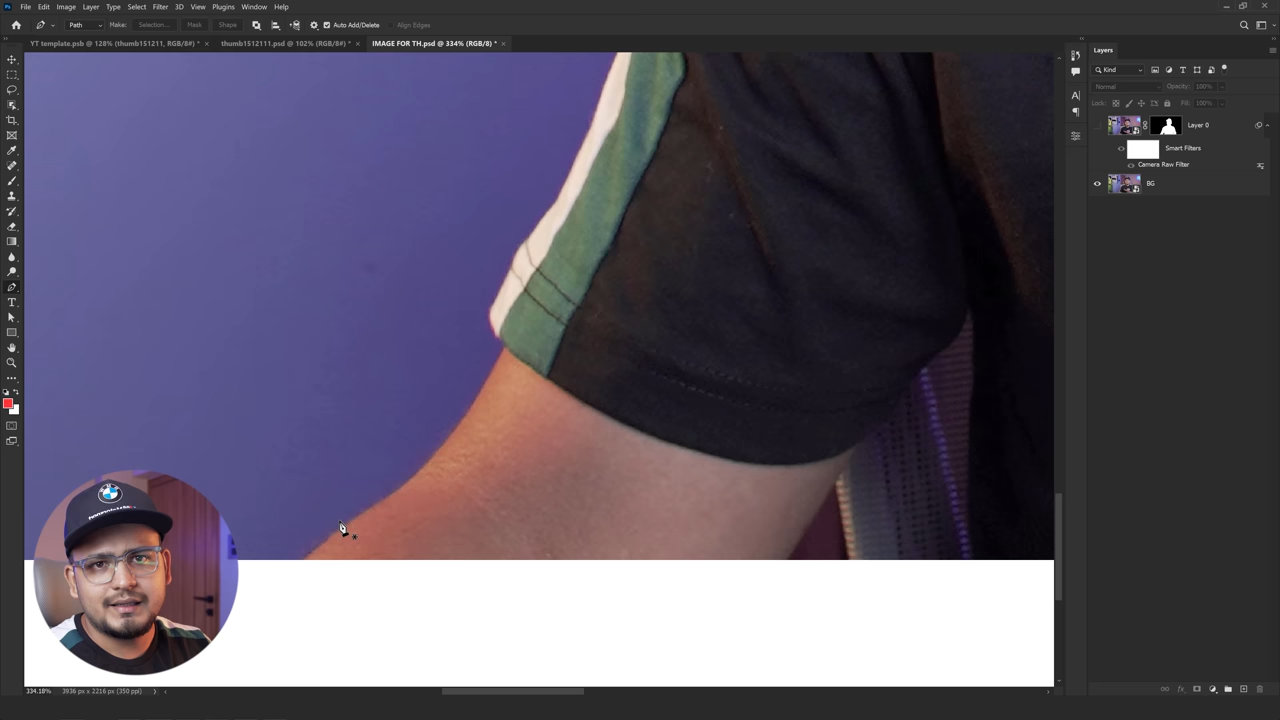 File Edit Image Layer Type Select Filter 3D View Plugins Window Help
Path Make: Selection... Mask Shape Auto Add/Delete Align Edges
YT template.psb @ 128% (thumb151211, RGB/8#) * × thumb1512111.psd @ 102% (RGB/8#) * × IMAGE FOR TH.psd @ 334% (RGB/8) * ×
Layers
Kind
Normal Opacity: 100%
Lock: Fill: 100%
Layer 0
Smart Filters
Camera Raw Filter
BG
334.18% 3936 px x 2216 px (350 ppi)